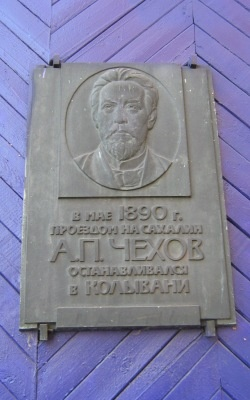 В МАЕ 1890 Г.
ПРОЕЗДОМ НА САХАЛИН
А.П. ЧЕХОВ
ОСТАНАВЛИВАЛСЯ
В КОЛЫВАНИ